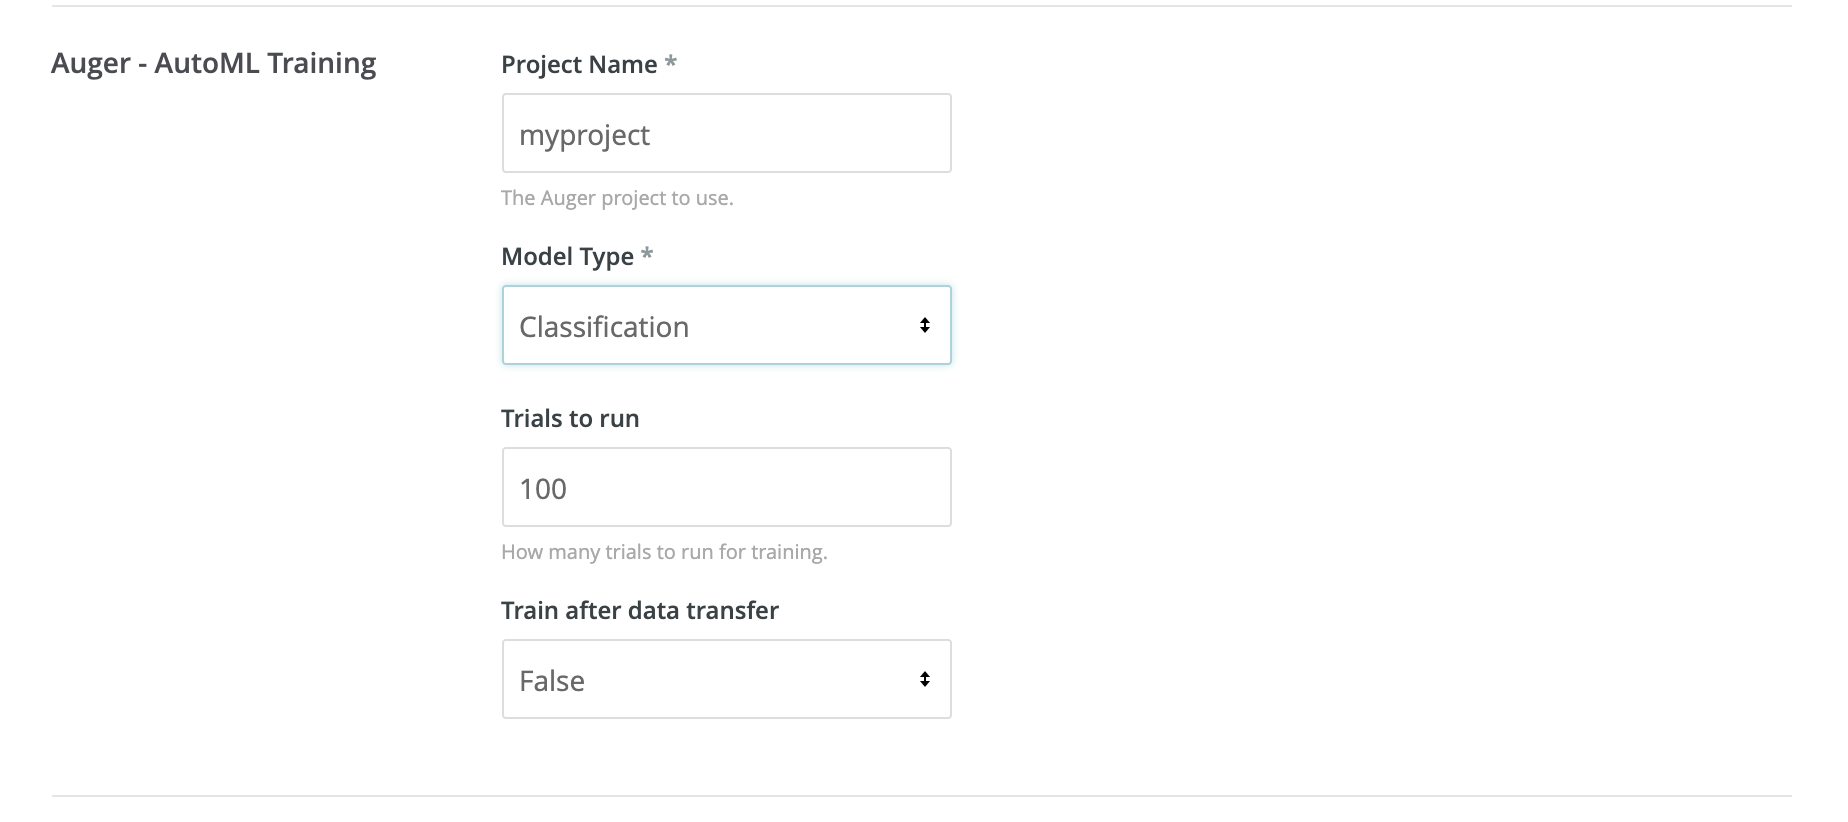 Auger - AutoML Training
Project Name *
myproject
The Auger project to use.
Model Type *
Classification
Trials to run
100
How many trials to run for training.
Train after data transfer
False